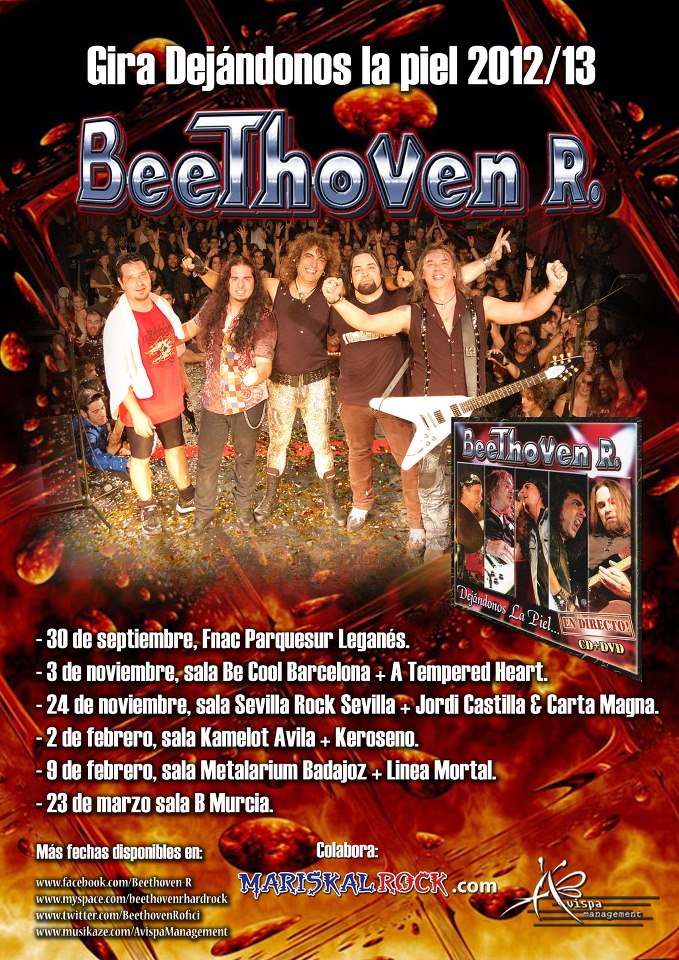 Gira Dejándonos la piel 2012/13
BeeThoven R.
BeeThoven R.
Dejándonos La Piel...
EN DIRECTO!
CD+DVD
- 30 de septiembre, Fnac Parquesur Leganés.
- 3 de noviembre, sala Be Cool Barcelona + A Tempered Heart.
- 24 de noviembre, sala Sevilla Rock Sevilla + Jordi Castilla & Carta Magna.
- 2 de febrero, sala Kamelot Avila + Keroseno.
- 9 de febrero, sala Metalarium Badajoz + Linea Mortal.
- 23 de marzo sala B Murcia.
Más fechas disponibles en:
www.facebook.com/Beethoven-R
www.myspace.com/beethovenrhardrock
www.twitter.com/BeethovenRofici
www.musikaze.com/AvispaManagement
Colabora:
MARISKALROCK.com
Avispa
management